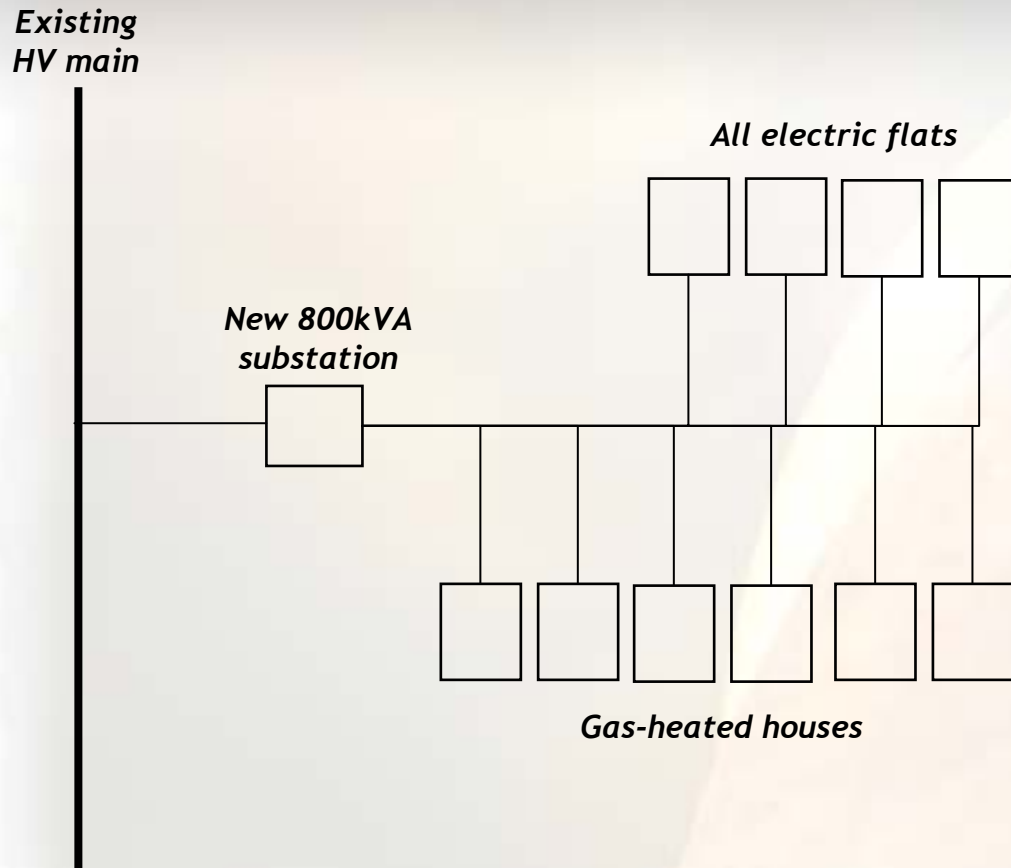 Existing
HV main
All electric flats
New 800kVA
substation
Gas-heated houses